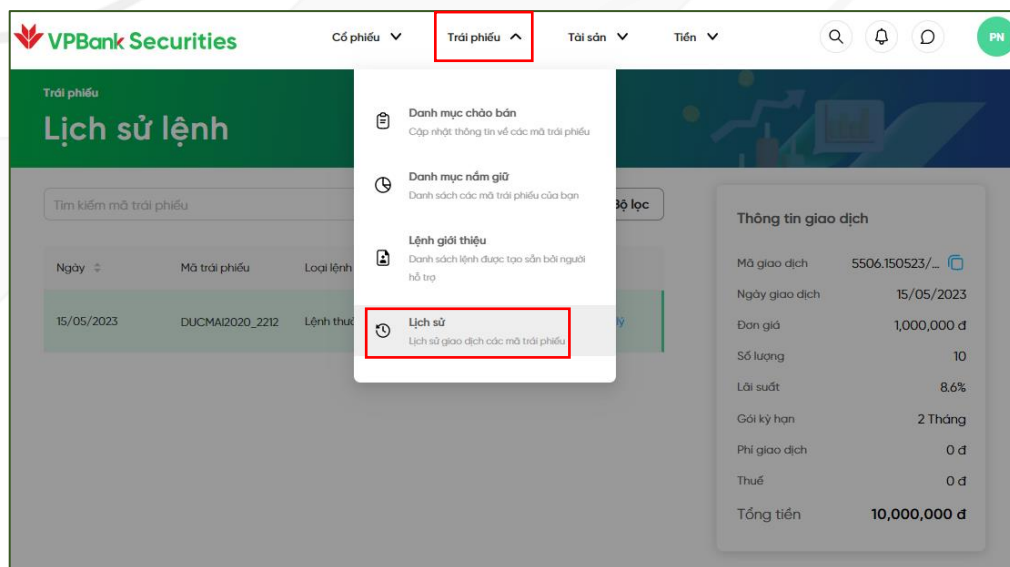 VPBank Securities
Cổ phiếu
Trái phiếu
Tài sản
Tiền
PN
Trái phiếu
Lịch sử lệnh
Danh mục chào bán
Cập nhật thông tin về các mã trái phiếu
Danh mục nắm giữ
Danh sách các mã trái phiếu của bạn
Lệnh giới thiệu
Danh sách lệnh được tạo sẵn bởi người
hỗ trợ
Lịch sử
Lịch sử giao dịch các mã trái phiếu
Tìm kiếm mã trái phiếu
lọc
Ngày
Mã trái phiếu
Loại lệnh
15/05/2023
DUCMAI2020_2212
Lệnh
lý
Thông tin giao dịch
Mã giao dịch 5506.150523/...
Ngày giao dịch 15/05/2023
Đơn giá 1,000,000 đ
Số lượng 10
Lãi suất 8.6%
Gói kỳ hạn 2 Tháng
Phí giao dịch 0 đ
Thuế 0 đ
Tổng tiền 10,000,000 đ